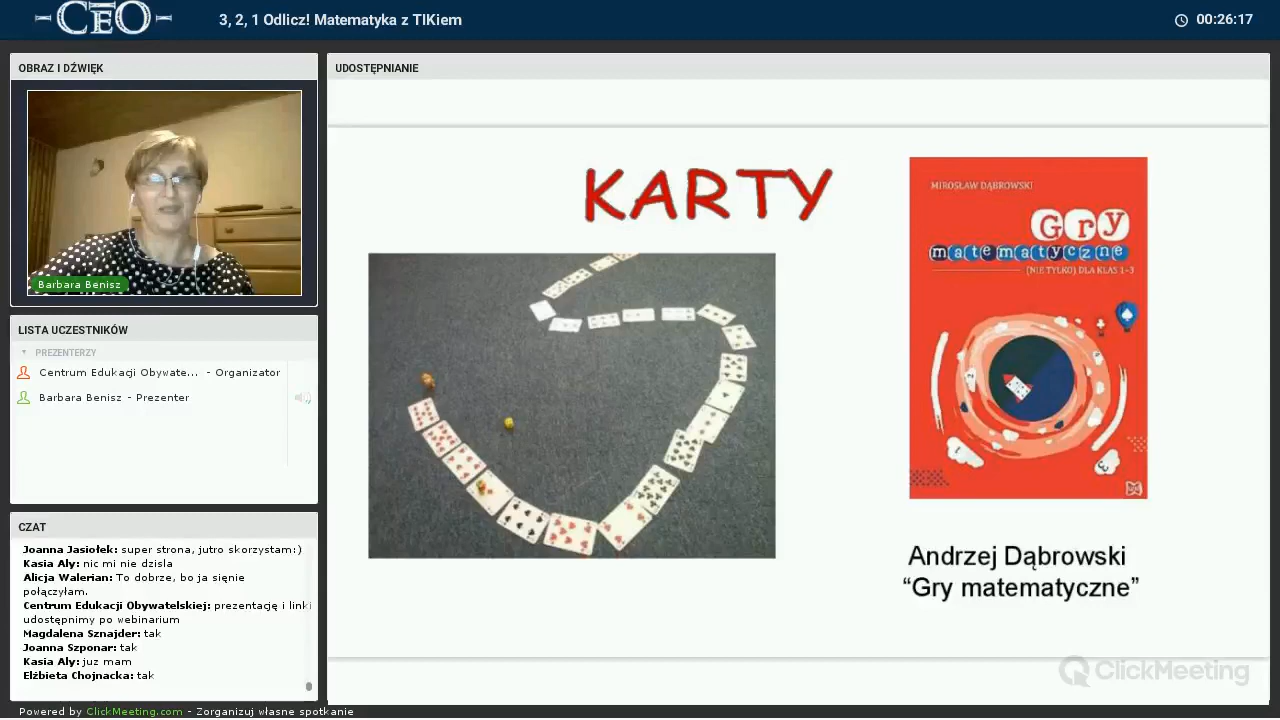 CEO
3, 2, 1 Odlicz! Matematyka z TIKiem
00:26:17
OBRAZ I DŹWIĘK
Barbara Benisz
LISTA UCZESTNIKÓW
PREZENTERZY
Centrum Edukacji Obywate... - Organizator
Barbara Benisz - Prezenter
CZAT
Joanna Jasiołek: super strona, jutro skorzystam:)
Kasia Aly: nic mi nie dzisla
Alicja Walerian: To dobrze, bo ja sięnie
połączyłam.
Centrum Edukacji Obywatelskiej: prezentację i linki
udostępnimy po webinarium
Magdalena Sznajder: tak
Joanna Szponar: tak
Kasia Aly: juz mam
Elżbieta Chojnacka: tak
UDOSTĘPNIANIE
KARTY
MIROSŁAW DĄBROWSKI
Gry
matematyczne
(NIE TYLKO) DLA KLAS 1-3
Andrzej Dąbrowski
“Gry matematyczne”
ClickMeeting
Powered by ClickMeeting.com - Zorganizuj własne spotkanie